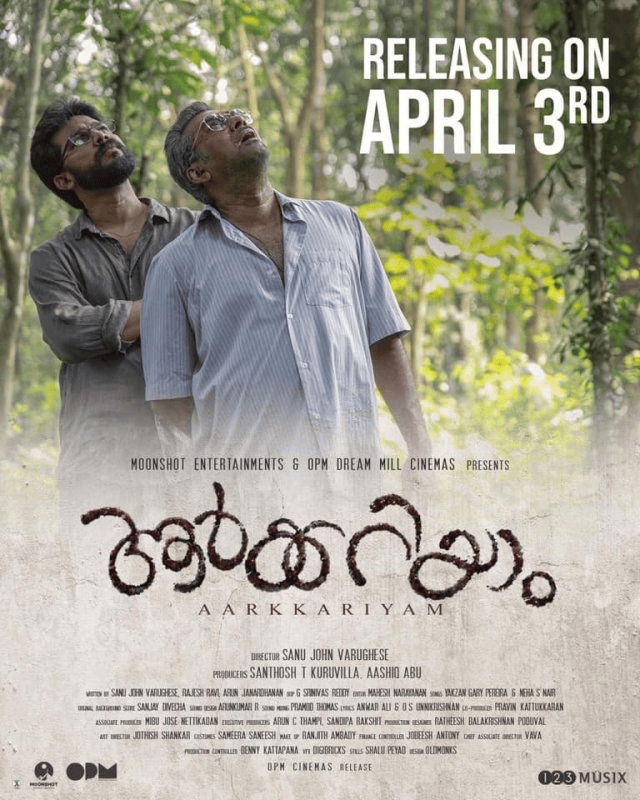 RELEASING ON
APRIL 3RD
MOONSHOT ENTERTAINMENTS & OPM DREAM MILL CINEMAS PRESENTS
ആർക്കറിയാം
AARKKARIYAM
DIRECTOR SANU JOHN VARUGHESE
PRODUCERS SANTHOSH T KURUVILLA, AASHIQ ABU
WRITTEN BY SANU JOHN VARUGHESE, RAJESH RAVI, ARUN JANARDHANAN DOP G SRINIVAS REDDY EDITOR MAHESH NARAYANAN SONGS YAKZAN GARY PEREIRA & NEHA S NAIR
ORIGINAL BACKGROUND SCORE SANJAY DIVECHA SOUND DESIGN ARUNKUMAR R SOUND MIXING PRAMOD THOMAS LYRICS ANWAR ALI & O S UNNIKRISHNAN CO-PRODUCER PRAVIN KATTUKKARAN
ASSOCIATE PRODUCER MIBU JOSE NETTIKADAN EXECUTIVE PRODUCERS ARUN C THAMPI, SANDIPA RAKSHIT PRODUCTION DESIGNER RATHEESH BALAKRISHNAN PODUVAL
ART DIRECTOR JOTHISH SHANKAR COSTUMES SAMEERA SANEESH MAKE UP RANJITH AMBADY FINANCE CONTROLLER JOBEESH ANTONY CHIEF ASSOCIATE DIRECTOR VAVA
PRODUCTION CONTROLLER BENNY KATTAPANA VFX DIGIBRICKS STILLS SHALU PEYAD DESIGN OLDMONKS
OPM CINEMAS RELEASE
MOONSHOT
OPM
123 MUSIX